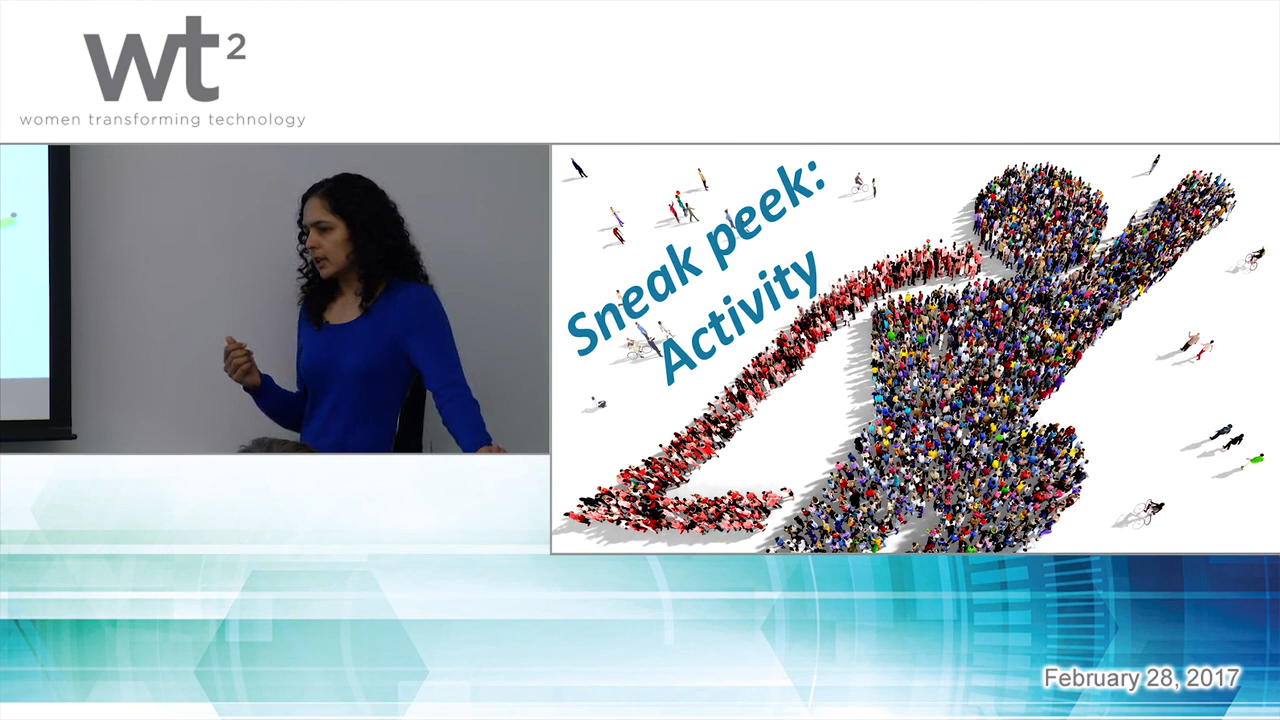 wt2
women transforming technology
Sneak peek:
Activity
February 28, 2017